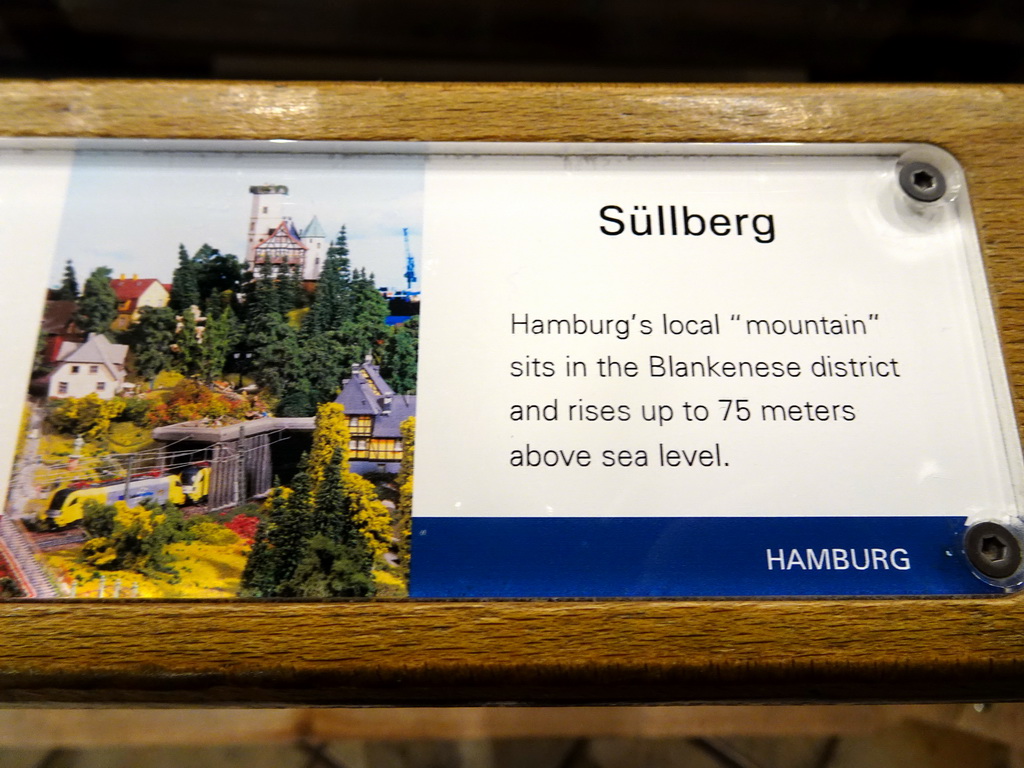 Süllberg
Hamburg's local "mountain"
sits in the Blankenese district
and rises up to 75 meters
above sea level.
HAMBURG